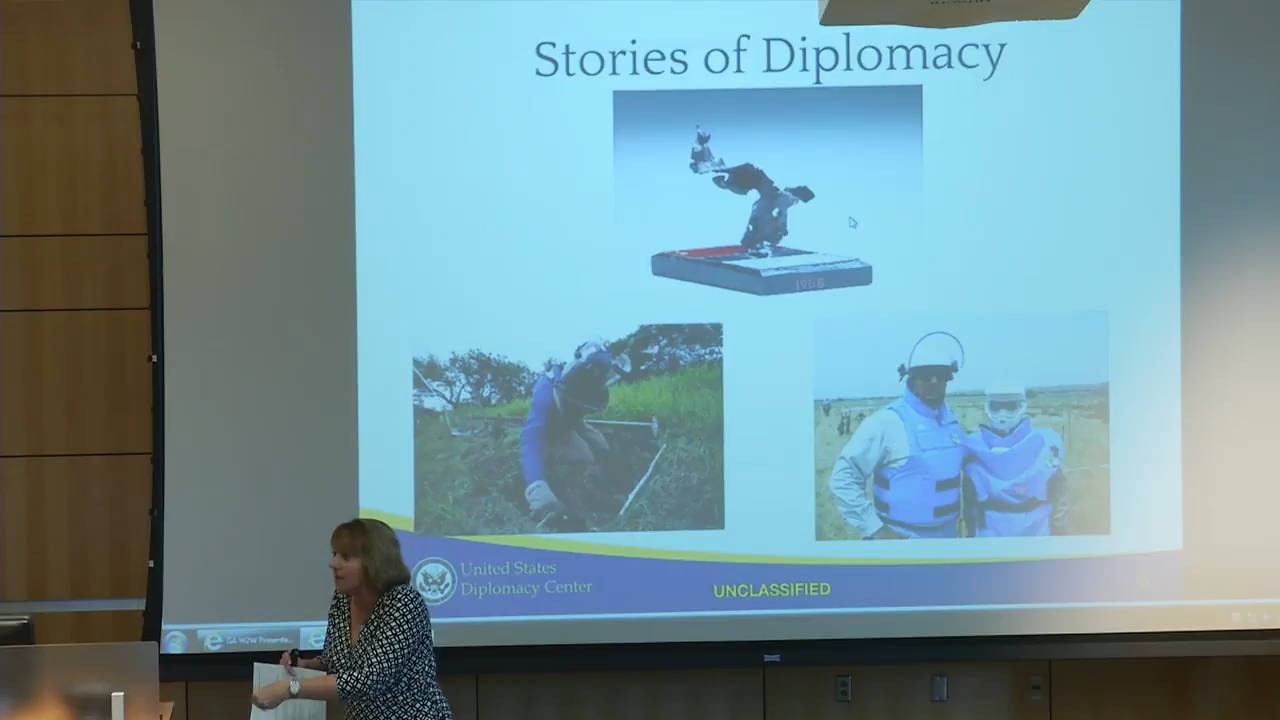 Stories of Diplomacy
United States
Diplomacy Center
UNCLASSIFIED